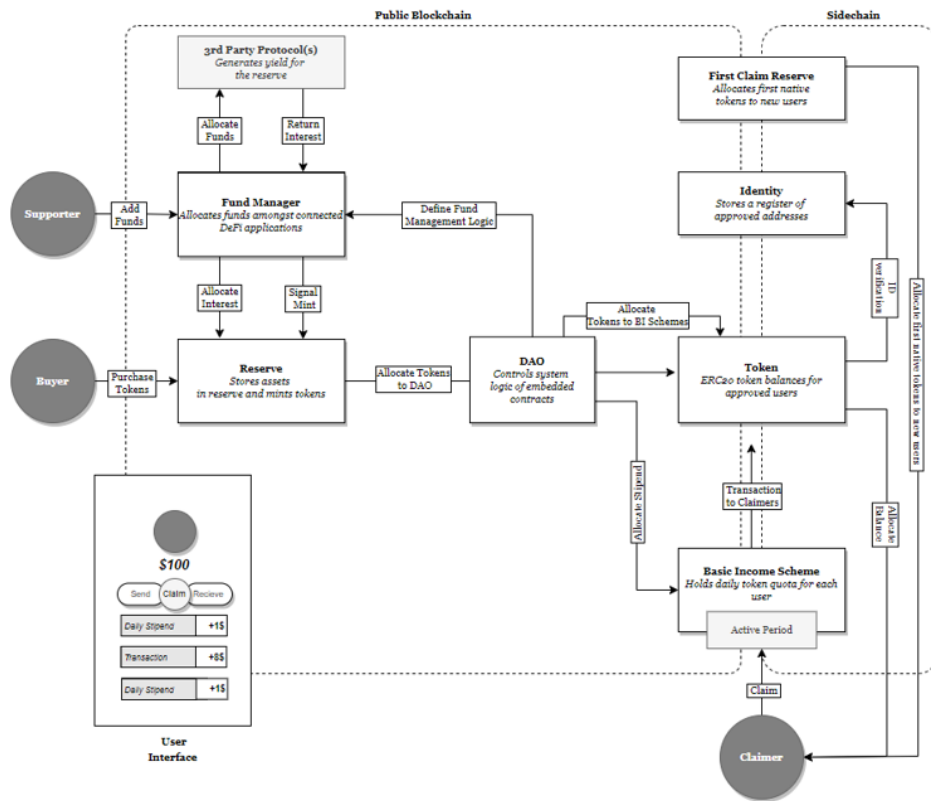 Public Blockchain
Sidechain
3rd Party Protocol(s)
Generates yield for
the reserve
First Claim Reserve
Allocates first native
tokens to new users
Allocate
Funds
Return
Interest
Supporter
Add
Funds
Fund Manager
Allocates funds amongst connected
DeFi applications
Define Fund
Management Logic
Identity
Stores a register of
approved addresses
ID
verification
Allocate first native tokens to new users
Allocate
Interest
Signal
Mint
Allocate
Tokens to BI Schemes
Buyer
Purchase
Tokens
Reserve
Stores assets
in reserve and mints tokens
Allocate Tokens
to DAO
DAO
Controls system
logic of embedded
contracts
Token
ERC20 token balances for
approved users
Allocate Stipend
Transaction
to Claimers
Allocate
Balance
$100
Send
Claim
Recieve
Daily Stipend
+1$
Transaction
+8$
Daily Stipend
+1$
Basic Income Scheme
Holds daily token quota for each
user
Active Period
Claim
User
Interface
Claimer